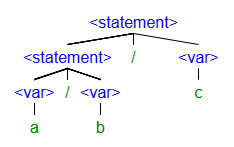 <statement>
<statement> / <var>
<var> / <var> c
a b